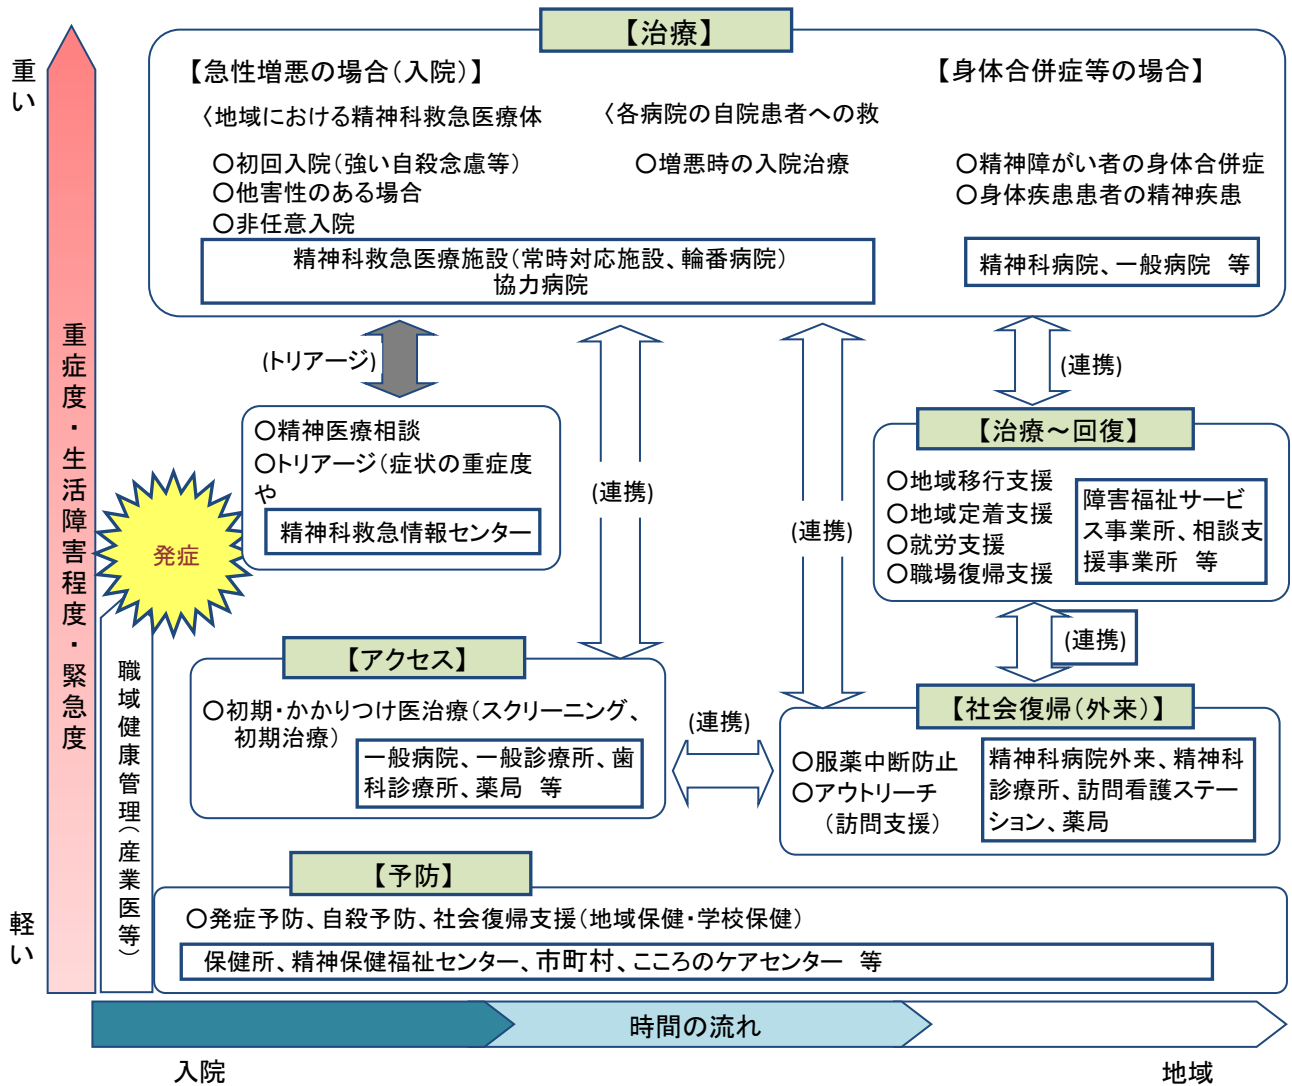 【治療】
重い
【急性増悪の場合（入院）】
〈地域における精神科救急医療体
〇初回入院（強い自殺念慮等）
〇他害性のある場合
〇非任意入院
〈各病院の自院患者への救
〇増悪時の入院治療
精神科救急医療施設（常時対応施設、輪番病院）
協力病院
【身体合併症等の場合】
〇精神障がい者の身体合併症
〇身体疾患患者の精神疾患
精神科病院、一般病院　等
重症度・生活障害程度・緊急度
(トリアージ)
(連携)
(連携)
(連携)
〇精神医療相談
〇トリアージ（症状の重症度
や
精神科救急情報センター
発症
【治療～回復】
〇地域移行支援
〇地域定着支援
〇就労支援
〇職場復帰支援
障害福祉サービ
ス事業所、相談支
援事業所　等
(連携)
職域健康管理（産業医等）
【アクセス】
〇初期・かかりつけ医治療（スクリーニング、
初期治療）
一般病院、一般診療所、歯
科診療所、薬局　等
(連携)
【社会復帰（外来）】
〇服薬中断防止
〇アウトリーチ
（訪問支援）
精神科病院外来、精神科
診療所、訪問看護ステー
ション、薬局
【予防】
〇発症予防、自殺予防、社会復帰支援（地域保健・学校保健）
保健所、精神保健福祉センター、市町村、こころのケアセンター　等
軽い
時間の流れ
入院
地域